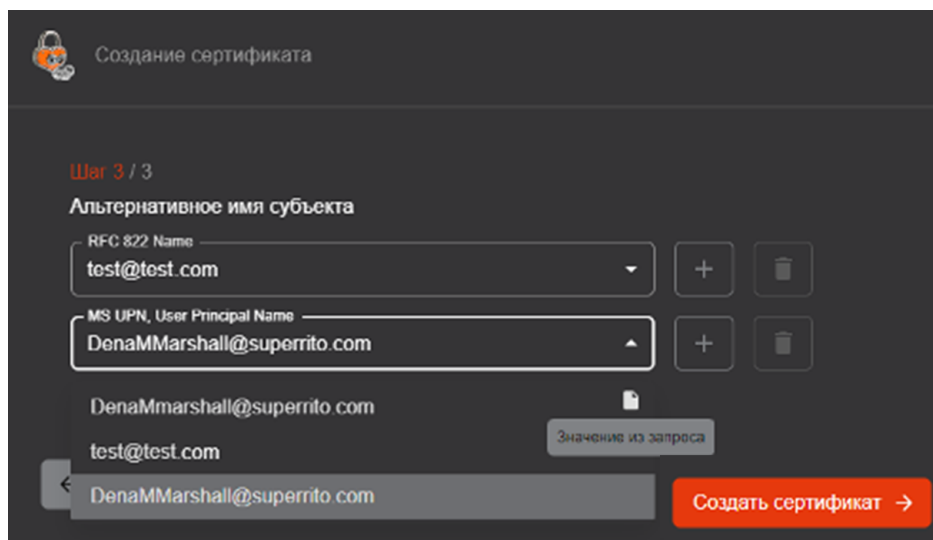 Создание сертификата
Шаг 3 / 3
Альтернативное имя субъекта
RFC 822 Name
test@test.com
MS UPN, User Principal Name
DenaMMarshall@superrito.com
DenaMmarshall@superrito.com
Значение из запроса
test@test.com
DenaMMarshall@superrito.com
Создать сертификат →